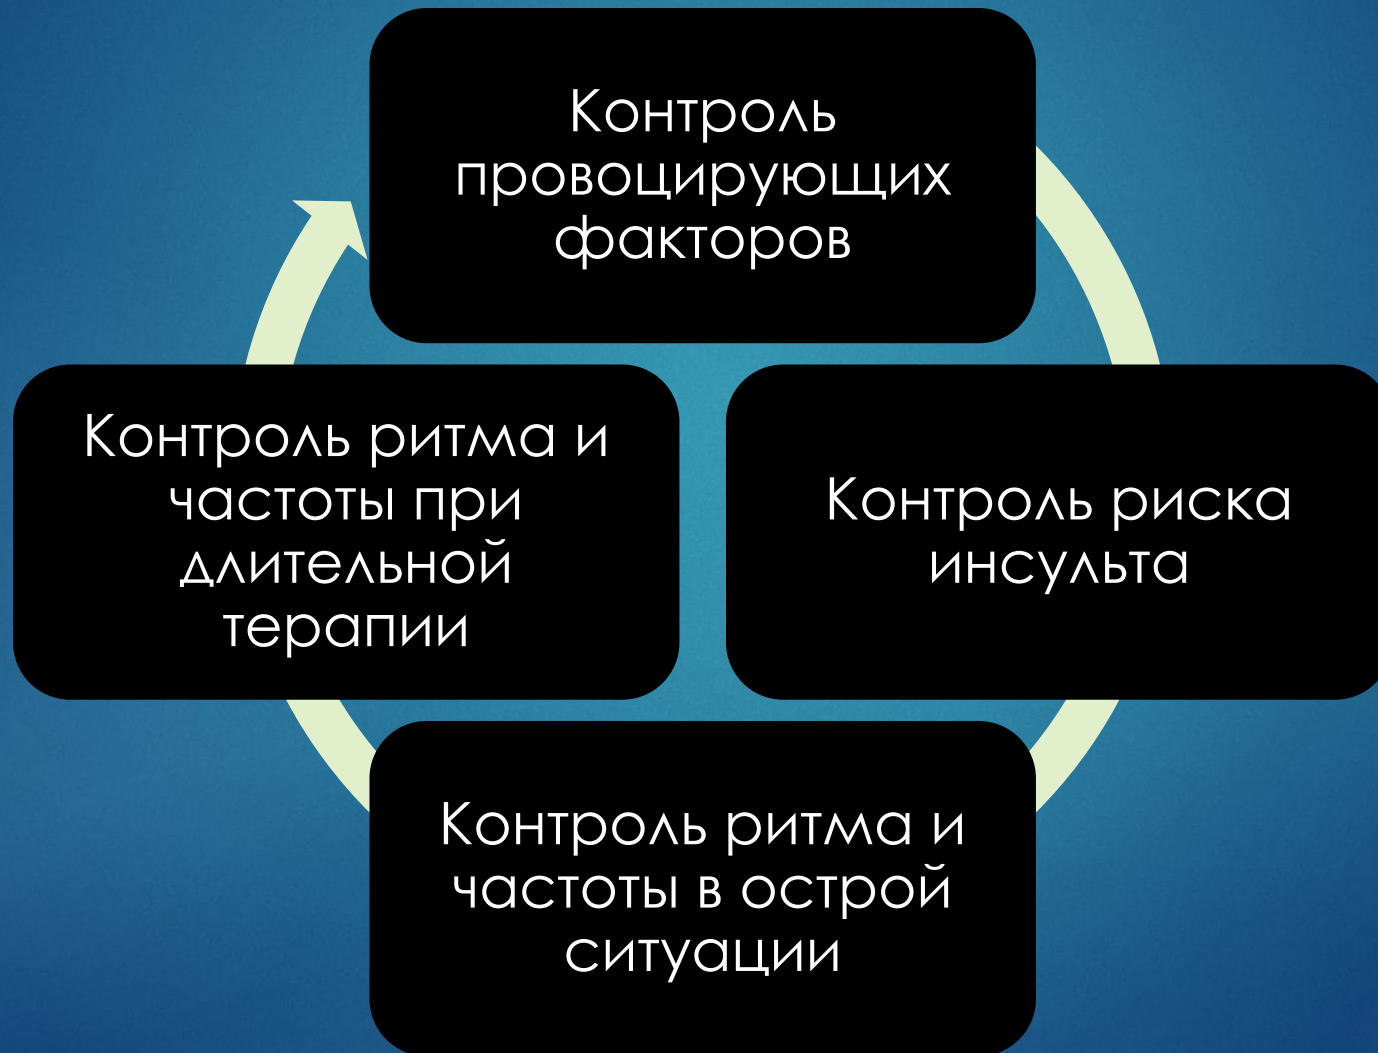 Контроль
провоцирующих
факторов
Контроль риска
инсульта
Контроль ритма и
частоты в острой
ситуации
Контроль ритма и
частоты при
длительной
терапии